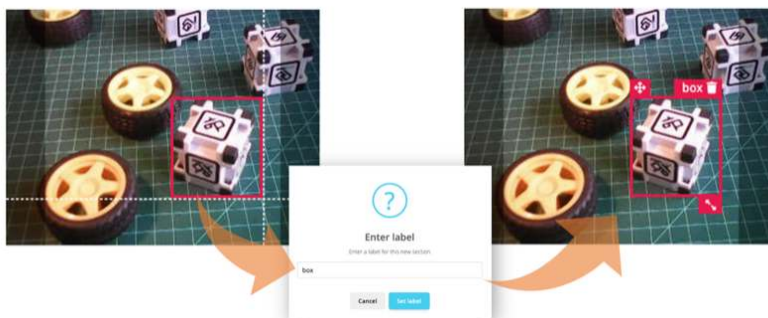 box
?
Enter label
Enter a label for this new section
box
Cancel
Set label